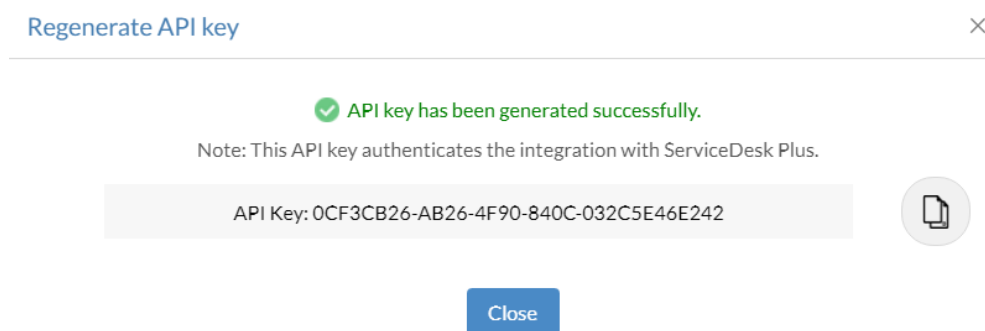 Regenerate API key
API key has been generated successfully.
Note: This API key authenticates the integration with ServiceDesk Plus.
API Key: 0CF3CB26-AB26-4F90-840C-032C5E46E242
Close